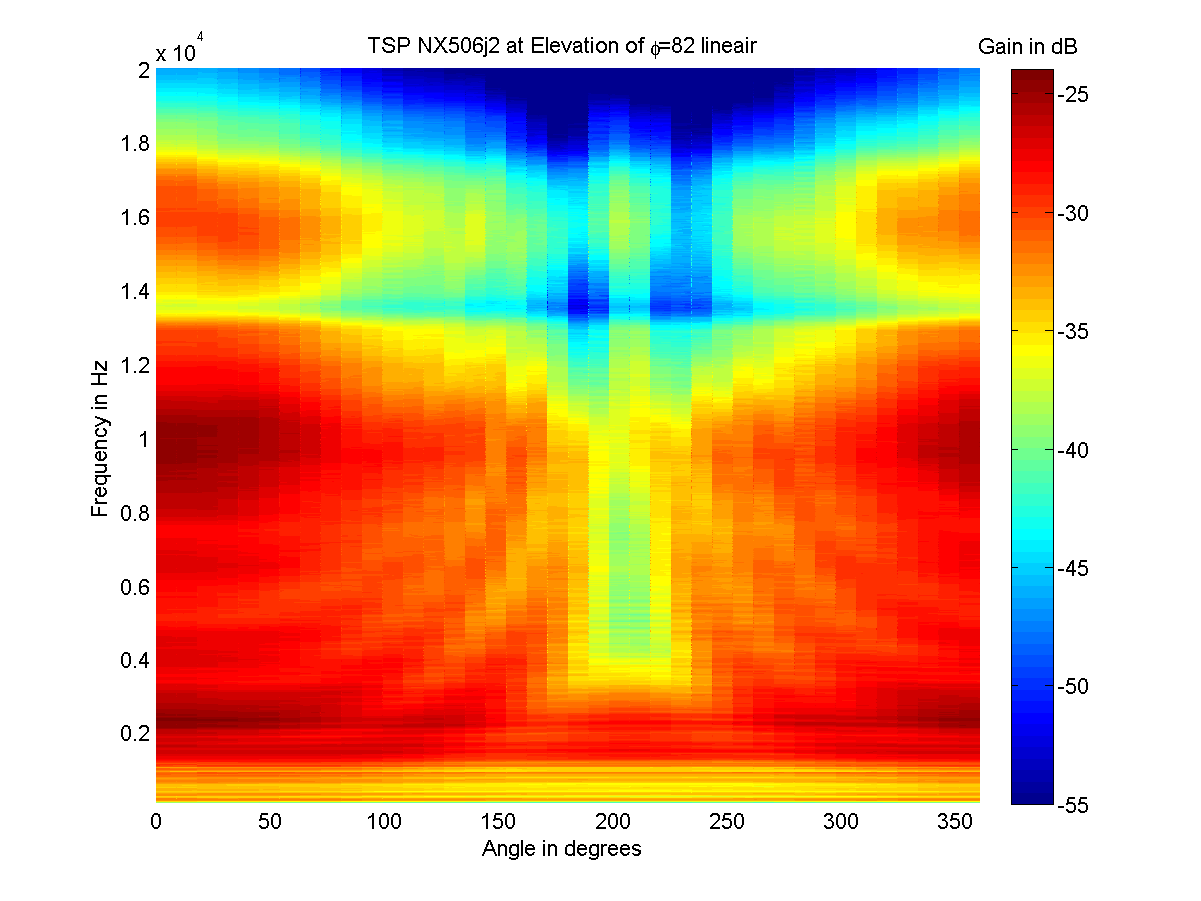 TSP NX506j2 at Elevation of ϕ=82 lineair
Gain in dB
x 10^4
2
1.8
1.6
1.4
1.2
1
0.8
0.6
0.4
0.2
Frequency in Hz
0 50 100 150 200 250 300 350
Angle in degrees
-25
-30
-35
-40
-45
-50
-55